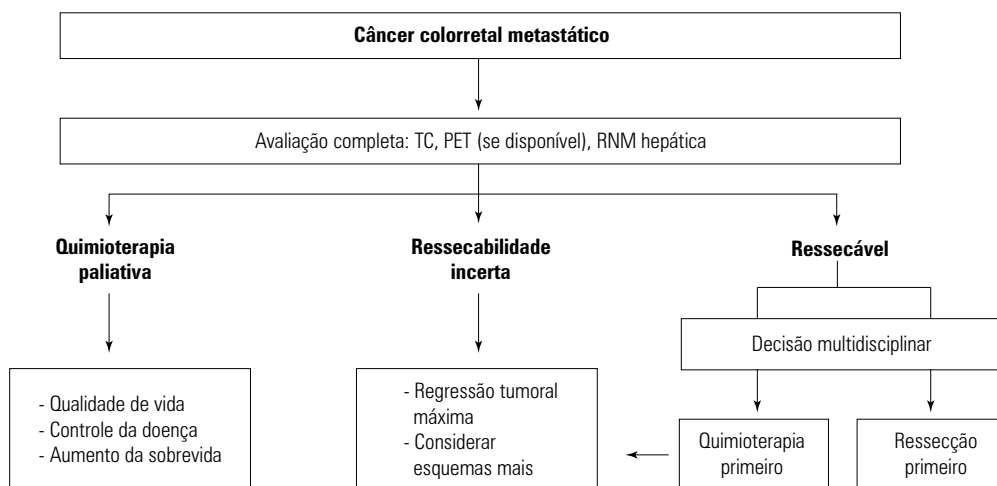 Câncer colorretal metastático
Avaliação completa: TC, PET (se disponível), RNM hepática
Quimioterapia
paliativa
Ressecabilidade
incerta
Ressecável
Decisão multidisciplinar
- Qualidade de vida
- Controle da doença
- Aumento da sobrevida
- Regressão tumoral
máxima
- Considerar
esquemas mais
Quimioterapia
primeiro
Ressecção
primeiro